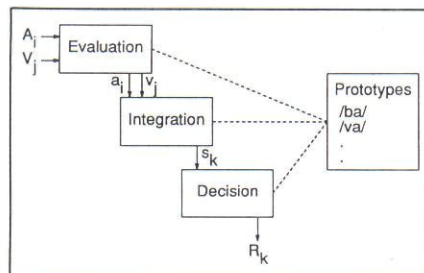 A_i
V_j
Evaluation
a_i v_j
Integration
s_k
Decision
R_k
Prototypes
/ba/
/va/
.
.